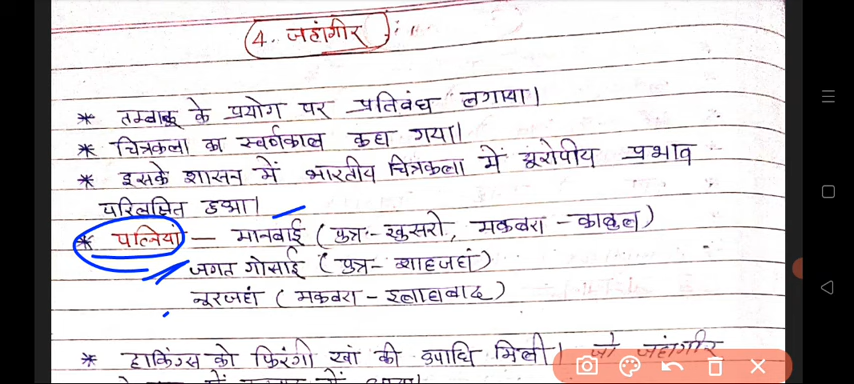 4. जहांगीर
* तम्बाकू के प्रयोग पर प्रतिबंध लगाया।
* चित्रकला का स्वर्णकाल कहा गया।
* इसके शासन में भारतीय चित्रकला में यूरोपीय प्रभाव
परिलक्षित हुआ।
* पत्नियां — मानबाई (पुत्र:- खुसरो, मकबरा - काबुल)
जगत गोसाई (पुत्र- शाहजहां)
नूरजहां (मकबरा - इलाहाबाद)
* हाकिंग्स को फिरंगी खां की उपाधि मिली। जो जहांगीर